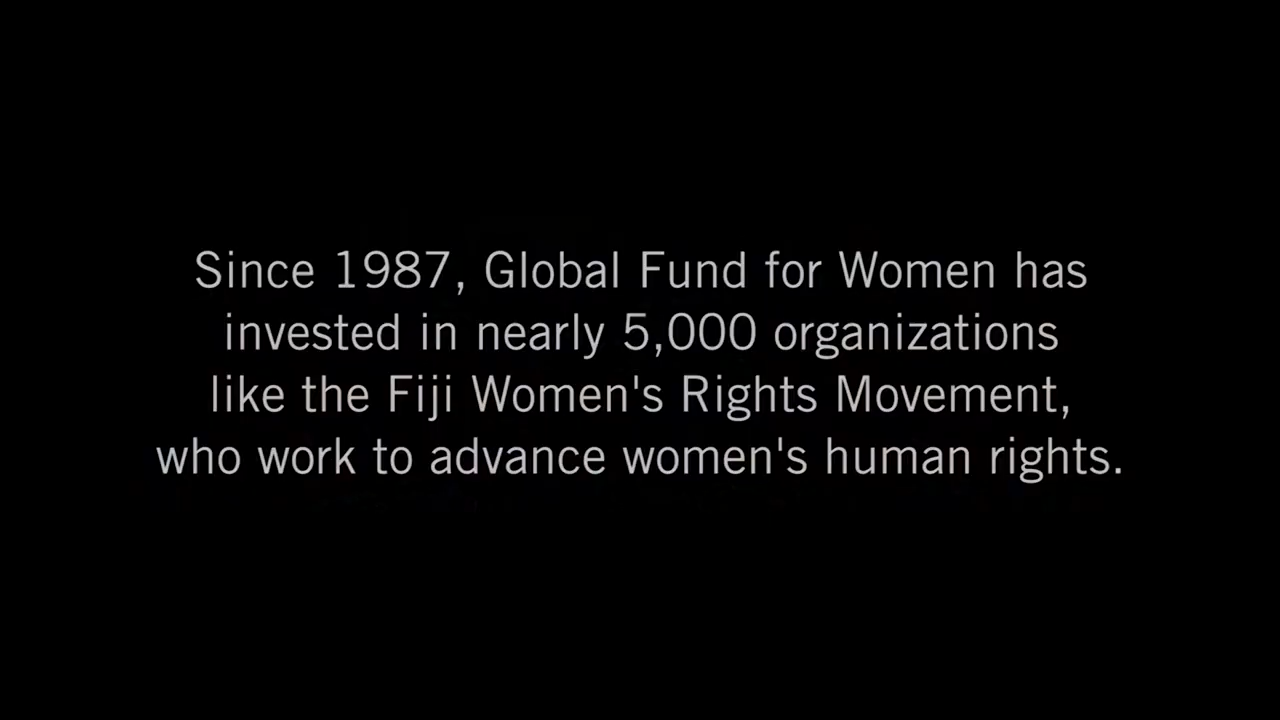 Since 1987, Global Fund for Women has
invested in nearly 5,000 organizations
like the Fiji Women's Rights Movement,
who work to advance women's human rights.